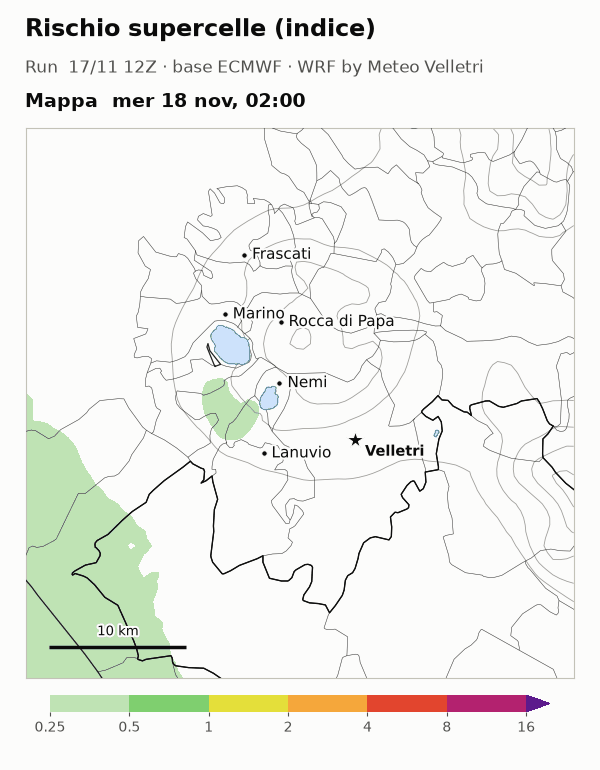 Rischio supercelle (indice)
Run  17/11 12Z · base ECMWF · WRF by Meteo Velletri
Mappa  mer 18 nov, 02:00
Frascati
Marino
Rocca di Papa
Nemi
Velletri
Lanuvio
10 km
0.25 0.5 1 2 4 8 16